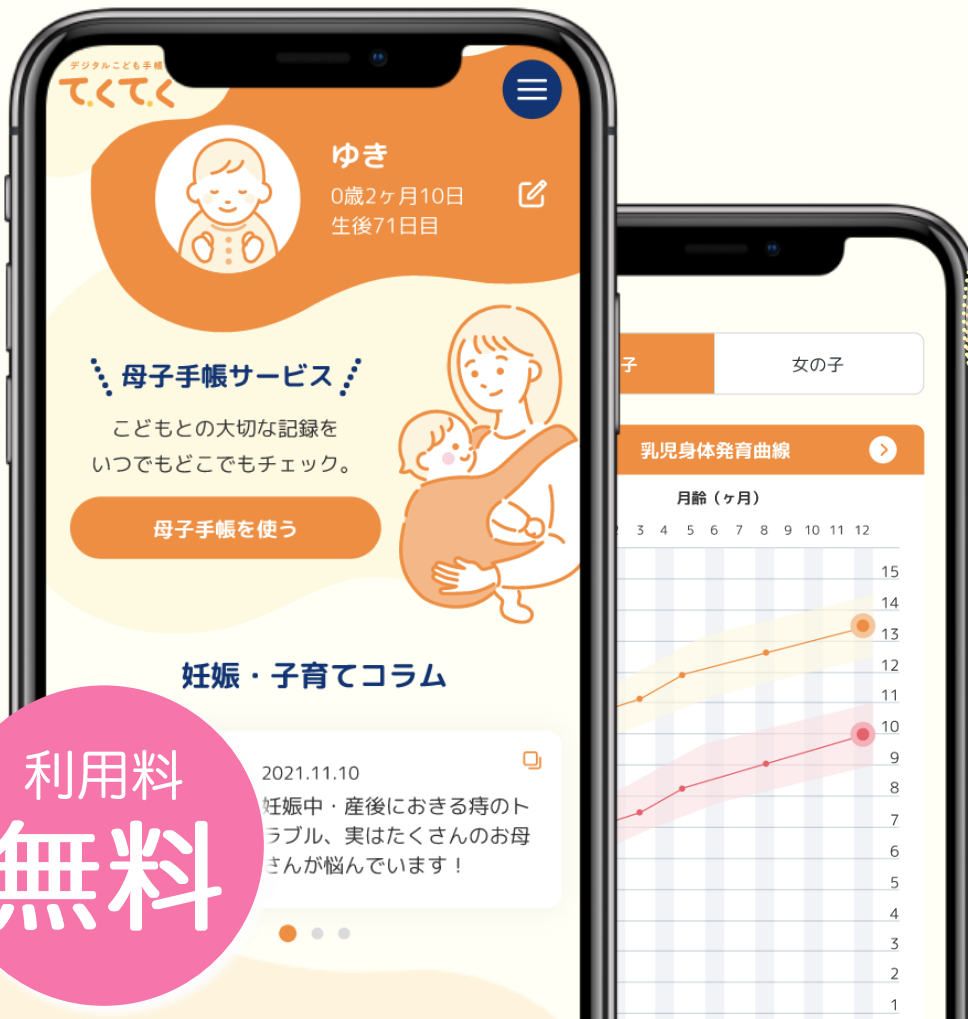 デジタルこども手帳
てくてく
ゆき
0歳2ヶ月10日
生後71日目
母子手帳サービス
こどもとの大切な記録を
いつでもどこでもチェック。
母子手帳を使う
妊娠・子育てコラム
2021.11.10
妊娠中・産後におきる痔のト
ラブル、実はたくさんのお母
さんが悩んでいます！
利用料
無料
子
女の子
乳児身体発育曲線
月齢（ヶ月）
3 4 5 6 7 8 9 10 11 12
15
14
13
12
11
10
9
8
7
6
5
4
3
2
1